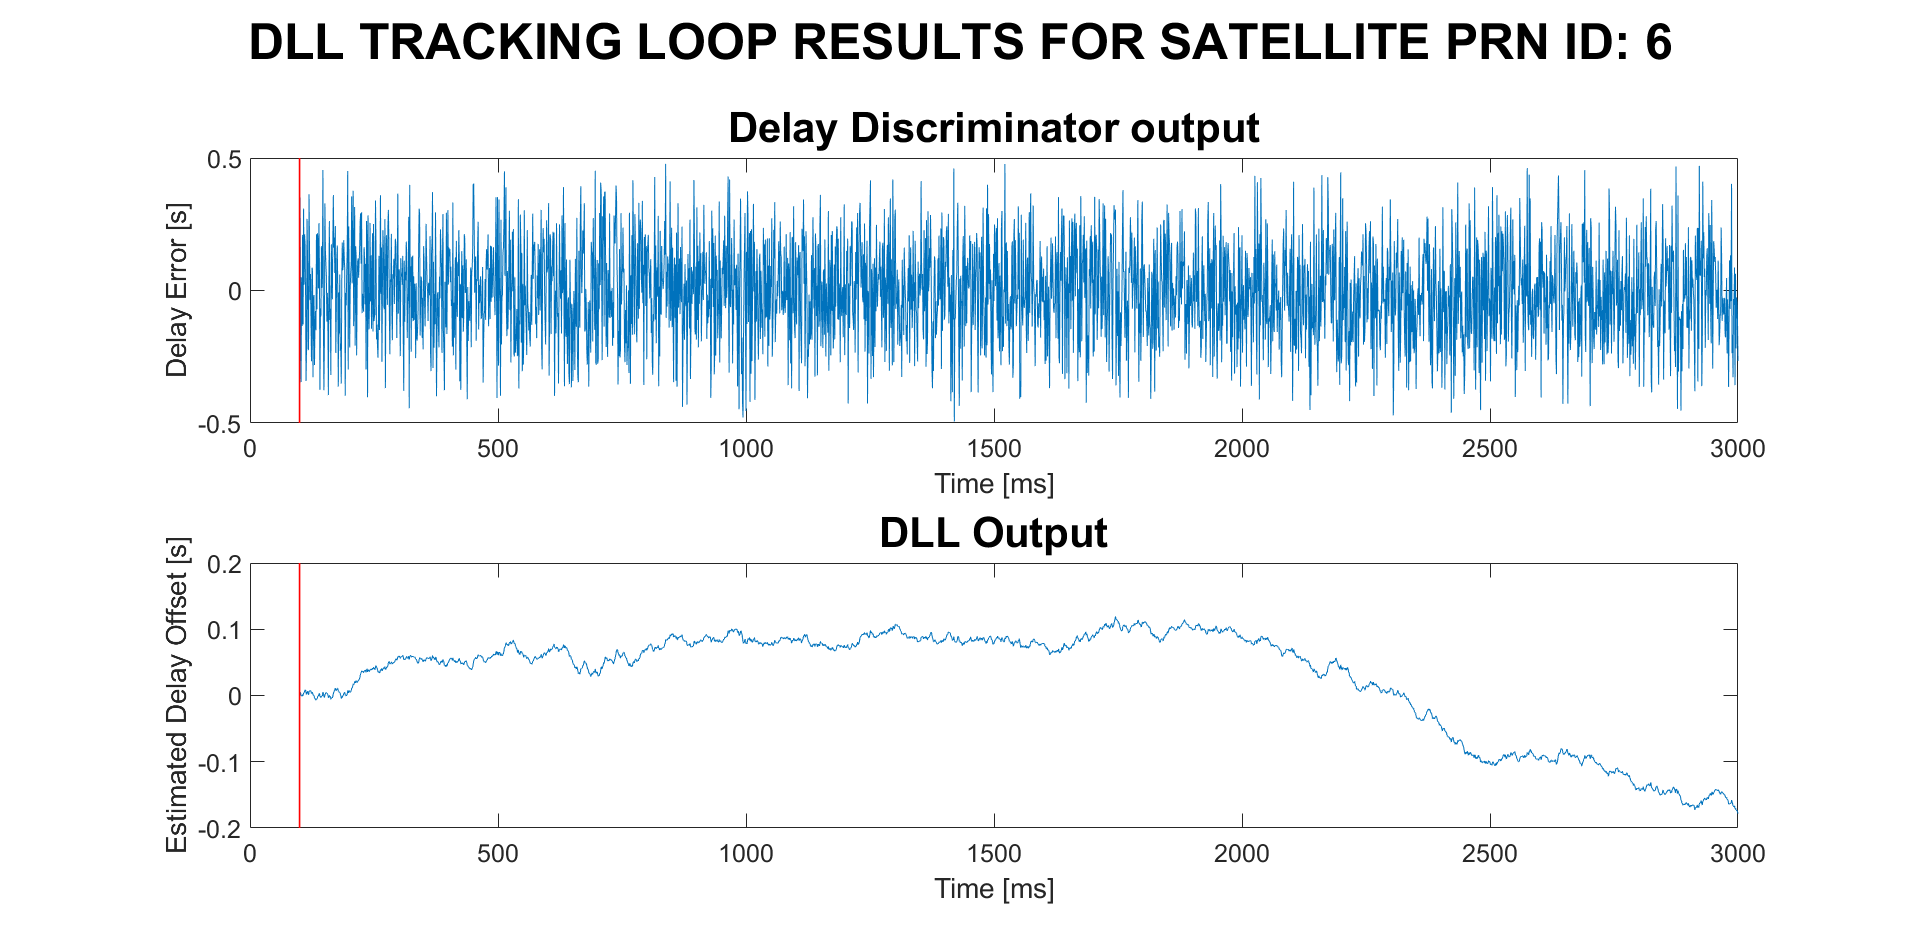 DLL TRACKING LOOP RESULTS FOR SATELLITE PRN ID: 6
Delay Discriminator output
Delay Error [s]
0.5
0
-0.5
0 500 1000 1500 2000 2500 3000
Time [ms]
DLL Output
Estimated Delay Offset [s]
0.2
0.1
0
-0.1
-0.2
0 500 1000 1500 2000 2500 3000
Time [ms]